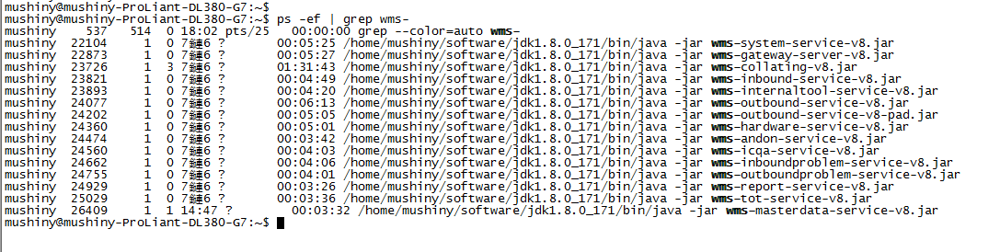 mushiny@mushiny-ProLiant-DL380-G7:~$
mushiny@mushiny-ProLiant-DL380-G7:~$ ps -ef | grep wms-
mushiny    537   514  0 18:02 pts/25   00:00:00 grep --color=auto wms-
mushiny  22104     1  0 7鏈�6 ?        00:05:25 /home/mushiny/software/jdk1.8.0_171/bin/java -jar wms-system-service-v8.jar
mushiny  22873     1  0 7鏈�6 ?        00:05:27 /home/mushiny/software/jdk1.8.0_171/bin/java -jar wms-gateway-server-v8.jar
mushiny  23726     1  3 7鏈�6 ?        01:31:43 /home/mushiny/software/jdk1.8.0_171/bin/java -jar wms-collating-v8.jar
mushiny  23821     1  0 7鏈�6 ?        00:04:49 /home/mushiny/software/jdk1.8.0_171/bin/java -jar wms-inbound-service-v8.jar
mushiny  23893     1  0 7鏈�6 ?        00:04:20 /home/mushiny/software/jdk1.8.0_171/bin/java -jar wms-internaltool-service-v8.jar
mushiny  24077     1  0 7鏈�6 ?        00:06:13 /home/mushiny/software/jdk1.8.0_171/bin/java -jar wms-outbound-service-v8.jar
mushiny  24202     1  0 7鏈�6 ?        00:05:05 /home/mushiny/software/jdk1.8.0_171/bin/java -jar wms-outbound-service-v8-pad.jar
mushiny  24360     1  0 7鏈�6 ?        00:05:01 /home/mushiny/software/jdk1.8.0_171/bin/java -jar wms-hardware-service-v8.jar
mushiny  24474     1  0 7鏈�6 ?        00:03:42 /home/mushiny/software/jdk1.8.0_171/bin/java -jar wms-andon-service-v8.jar
mushiny  24560     1  0 7鏈�6 ?        00:04:03 /home/mushiny/software/jdk1.8.0_171/bin/java -jar wms-icqa-service-v8.jar
mushiny  24662     1  0 7鏈�6 ?        00:04:06 /home/mushiny/software/jdk1.8.0_171/bin/java -jar wms-inboundproblem-service-v8.jar
mushiny  24755     1  0 7鏈�6 ?        00:04:01 /home/mushiny/software/jdk1.8.0_171/bin/java -jar wms-outboundproblem-service-v8.jar
mushiny  24929     1  0 7鏈�6 ?        00:03:26 /home/mushiny/software/jdk1.8.0_171/bin/java -jar wms-report-service-v8.jar
mushiny  25029     1  0 7鏈�6 ?        00:03:36 /home/mushiny/software/jdk1.8.0_171/bin/java -jar wms-tot-service-v8.jar
mushiny  26409     1  1 14:47 ?        00:03:32 /home/mushiny/software/jdk1.8.0_171/bin/java -jar wms-masterdata-service-v8.jar
mushiny@mushiny-ProLiant-DL380-G7:~$